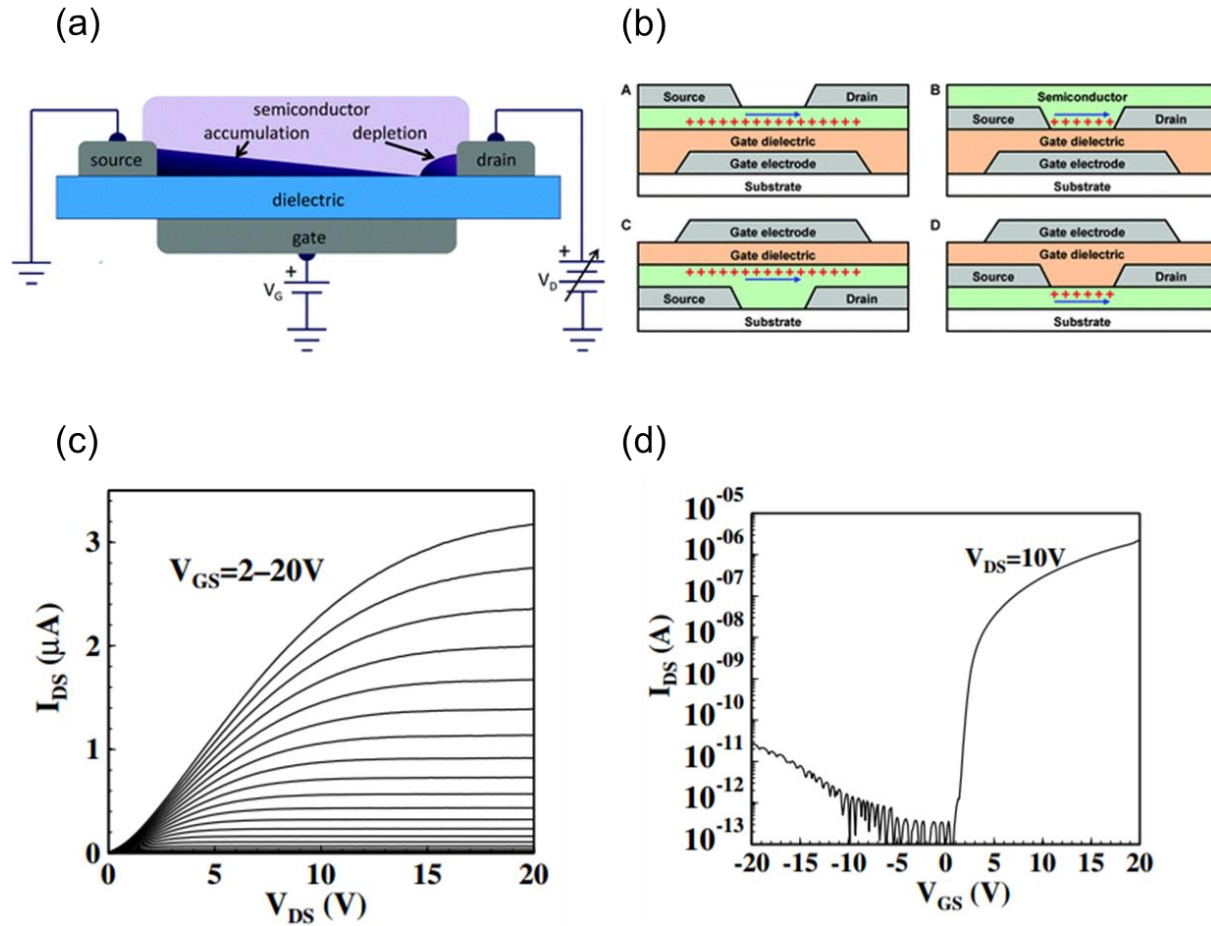 (a)
semiconductor
accumulation
depletion
source
drain
dielectric
gate
+
V_G
+
V_D
(b)
A
Source
Drain
+++++++++++++++
Gate dielectric
Gate electrode
Substrate
B
Semiconductor
Source
++++++
Drain
Gate dielectric
Gate electrode
Substrate
C
Gate electrode
Gate dielectric
+++++++++++++++
Source
Drain
Substrate
D
Gate electrode
Gate dielectric
Source
Drain
++++++
Substrate
(c)
V_GS=2–20V
I_DS (μA)
3
2
1
0
0 5 10 15 20
V_DS (V)
(d)
V_DS=10V
I_DS (A)
10^-05
10^-06
10^-07
10^-08
10^-09
10^-10
10^-11
10^-12
10^-13
-20 -15 -10 -5 0 5 10 15 20
V_GS (V)